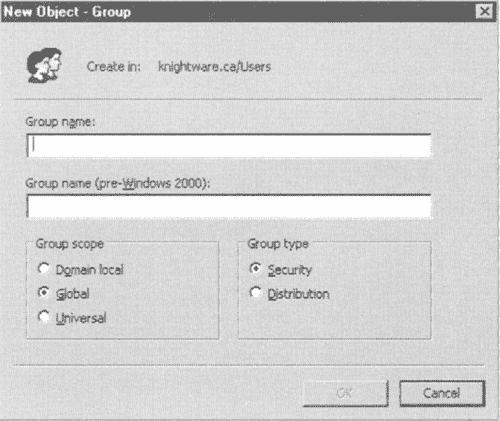 New Object - Group
Create in: knightware.ca/Users
Group name:
Group name (pre-Windows 2000):
Group scope
Domain local
Global
Universal
Group type
Security
Distribution
OK
Cancel